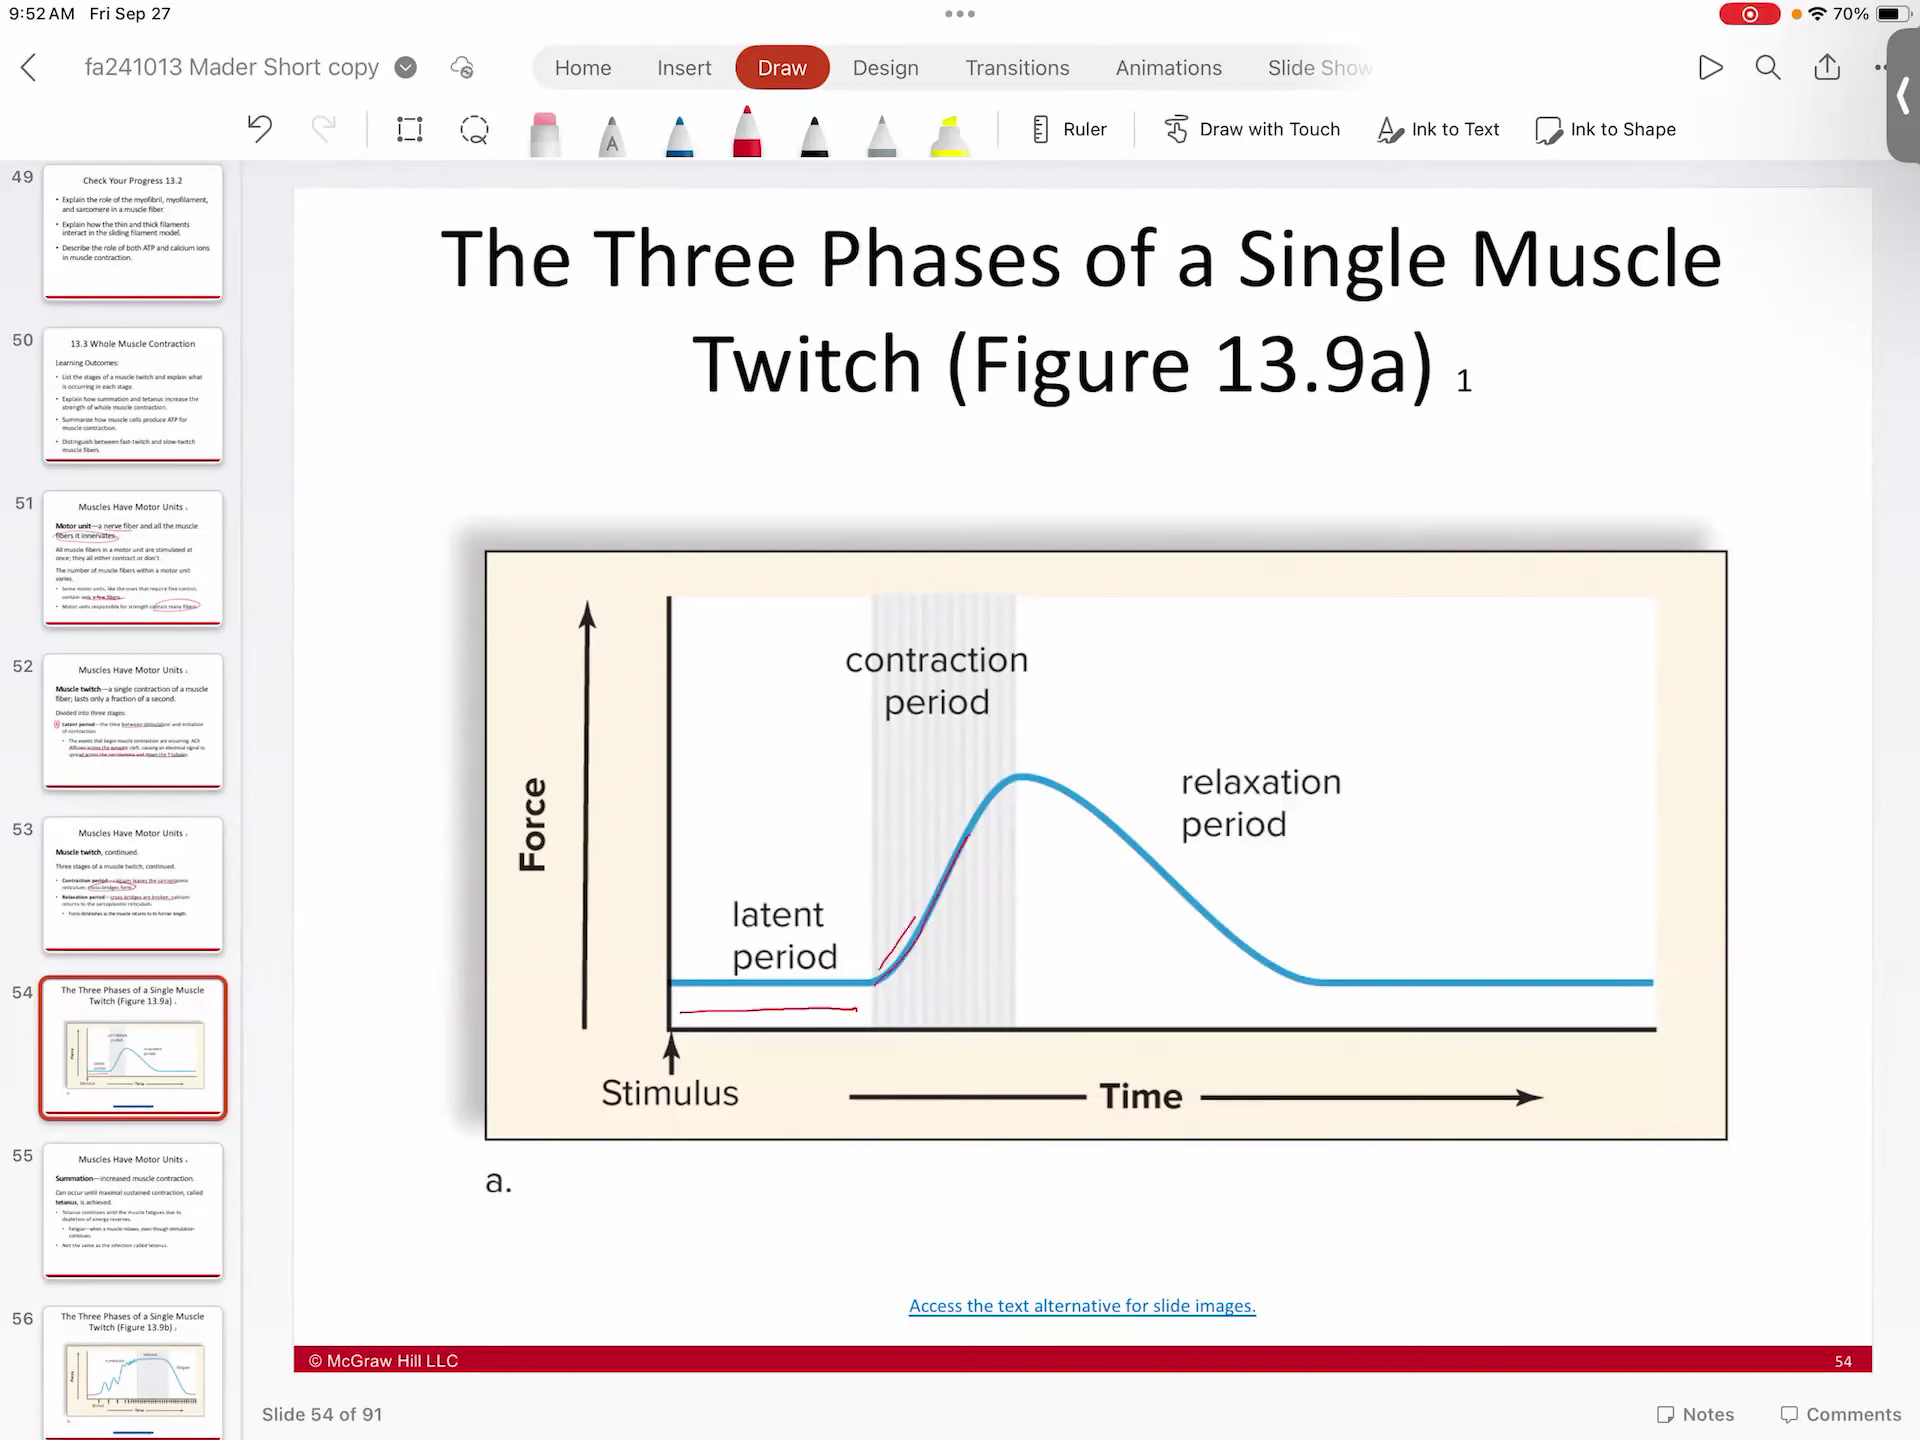 9:52 AM Fri Sep 27
70%
fa241013 Mader Short copy
Home Insert Draw Design Transitions Animations Slide Show
A
Ruler
Draw with Touch
Ink to Text
Ink to Shape
49
Check Your Progress 13.2
• Explain the role of the myofibril, myofilament,
and sarcomere in a muscle fiber.
• Explain how the thin and thick filaments
interact in the sliding filament model.
• Describe the role of both ATP and calcium ions
in muscle contraction.
50
13.3 Whole Muscle Contraction
Learning Outcomes:
• List the stages of a muscle twitch and explain what
is occurring in each stage.
• Explain how summation and tetanus increase the
strength of whole muscle contraction.
• Summarize how muscle cells produce ATP for
muscle contraction.
• Distinguish between fast-twitch and slow-twitch
muscle fibers.
51
Muscles Have Motor Units
Motor unit—a nerve fiber and all the muscle
fibers it innervates.
All muscle fibers in a motor unit are stimulated at
once; they all either contract or don't.
The number of muscle fibers within a motor unit
varies.
• Some motor units, like the ones that require fine control,
contain only a few fibers.
• Motor units responsible for strength contain many fibers.
52
Muscles Have Motor Units
Muscle twitch—a single contraction of a muscle
fiber; lasts only a fraction of a second.
Divided into three stages:
Latent period—the time between stimulation and initiation
of contraction.
• The events that begin muscle contraction are occurring: ACh
diffuses across the synaptic cleft, causing an electrical signal to
spread across the sarcolemma and down the T tubules.
53
Muscles Have Motor Units
Muscle twitch, continued.
Three stages of a muscle twitch, continued.
• Contraction period—calcium leaves the sarcoplasmic
reticulum; cross-bridges form.
• Relaxation period—cross-bridges are broken; calcium
returns to the sarcoplasmic reticulum.
• Force diminishes as the muscle returns to its former length.
54
The Three Phases of a Single Muscle
Twitch (Figure 13.9a)
55
Muscles Have Motor Units
Summation—increased muscle contraction.
Can occur until maximal sustained contraction, called
tetanus, is achieved.
• Tetanus continues until the muscle fatigues due to
depletion of energy reserves.
• Fatigue—when a muscle relaxes, even though stimulation
continues.
• Not the same as the infection called tetanus.
56
The Three Phases of a Single Muscle
Twitch (Figure 13.9b)
The Three Phases of a Single Muscle
Twitch (Figure 13.9a) 1
contraction
period
relaxation
period
latent
period
Force
Stimulus
Time
a.
Access the text alternative for slide images.
© McGraw Hill LLC
54
Slide 54 of 91
Notes
Comments